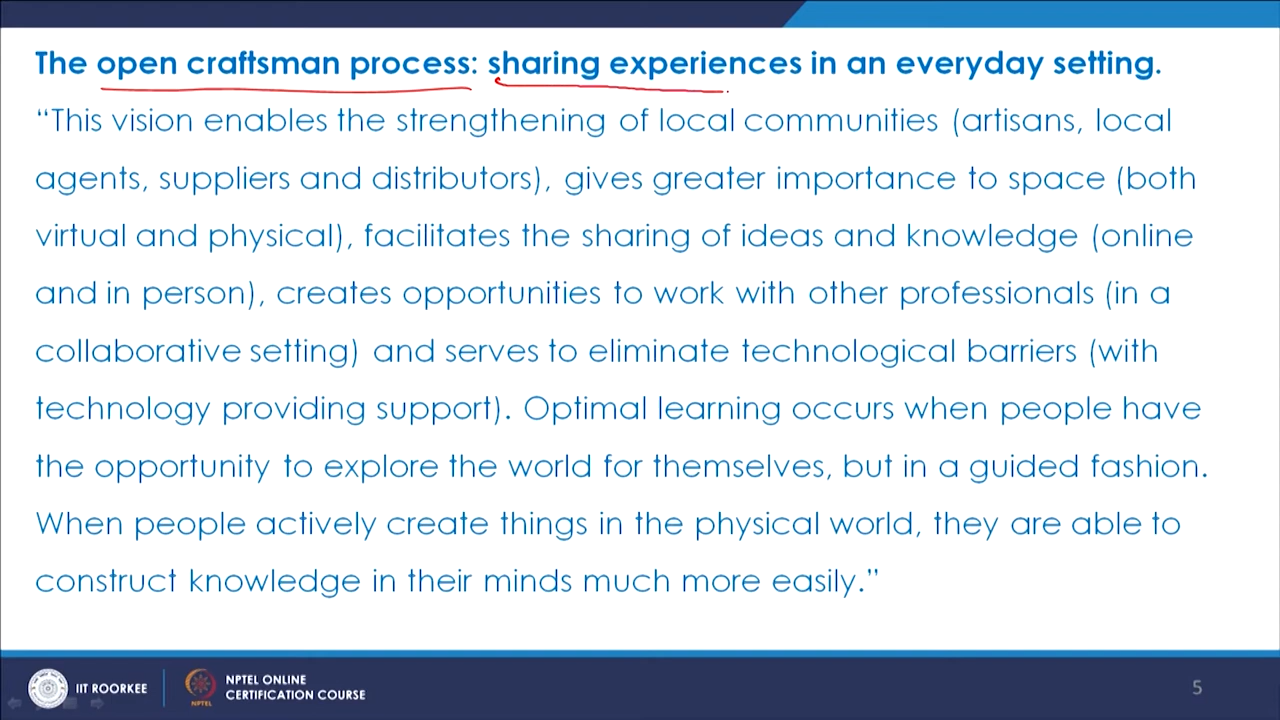 The open craftsman process: sharing experiences in an everyday setting.
“This vision enables the strengthening of local communities (artisans, local
agents, suppliers and distributors), gives greater importance to space (both
virtual and physical), facilitates the sharing of ideas and knowledge (online
and in person), creates opportunities to work with other professionals (in a
collaborative setting) and serves to eliminate technological barriers (with
technology providing support). Optimal learning occurs when people have
the opportunity to explore the world for themselves, but in a guided fashion.
When people actively create things in the physical world, they are able to
construct knowledge in their minds much more easily.”
IIT ROORKEE
NPTEL
NPTEL ONLINE
CERTIFICATION COURSE
5